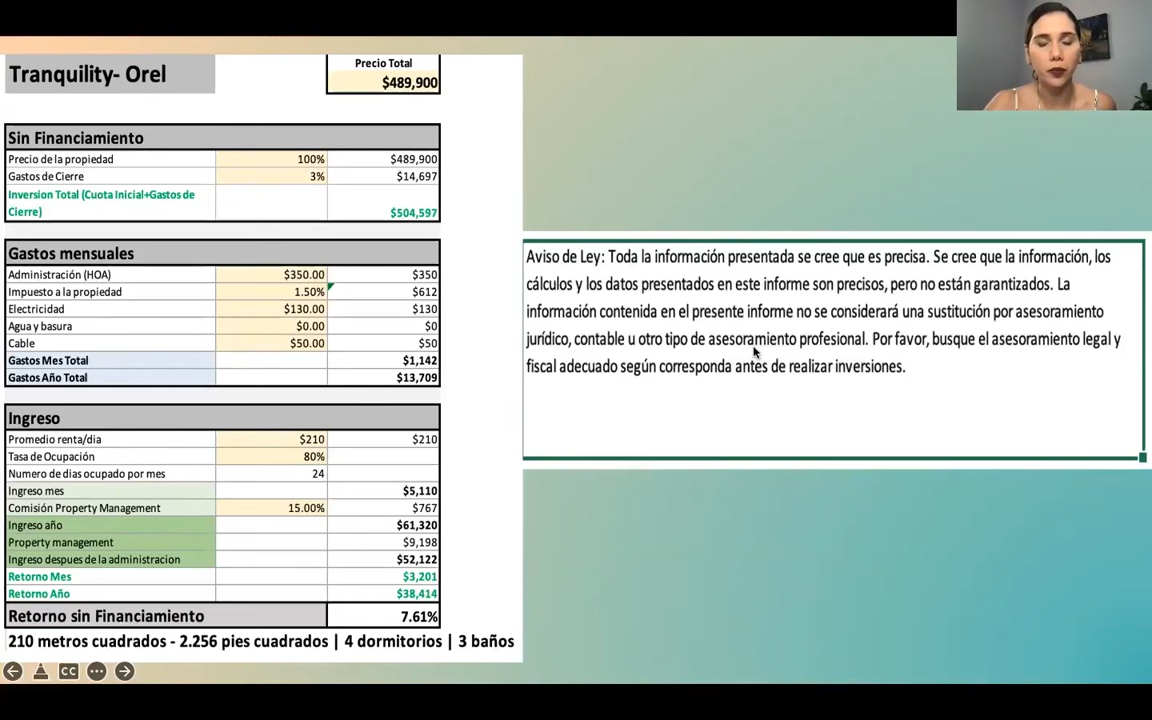 Tranquility- Orel
Precio Total
$489,900
Sin Financiamiento
Precio de la propiedad 100% $489,900
Gastos de Cierre 3% $14,697
Inversion Total (Cuota Inicial+Gastos de
Cierre) $504,597
Gastos mensuales
Administración (HOA) $350.00 $350
Impuesto a la propiedad 1.50% $612
Electricidad $130.00 $130
Agua y basura $0.00 $0
Cable $50.00 $50
Gastos Mes Total $1,142
Gastos Año Total $13,709
Ingreso
Promedio renta/dia $210 $210
Tasa de Ocupación 80%
Numero de dias ocupado por mes 24
Ingreso mes $5,110
Comisión Property Management 15.00% $767
Ingreso año $61,320
Property management $9,198
Ingreso despues de la administracion $52,122
Retorno Mes $3,201
Retorno Año $38,414
Retorno sin Financiamiento 7.61%
210 metros cuadrados - 2.256 pies cuadrados | 4 dormitorios | 3 baños
Aviso de Ley: Toda la información presentada se cree que es precisa. Se cree que la información, los
cálculos y los datos presentados en este informe son precisos, pero no están garantizados. La
información contenida en el presente informe no se considerará una sustitución por asesoramiento
jurídico, contable u otro tipo de asesoramiento profesional. Por favor, busque el asesoramiento legal y
fiscal adecuado según corresponda antes de realizar inversiones.
CC